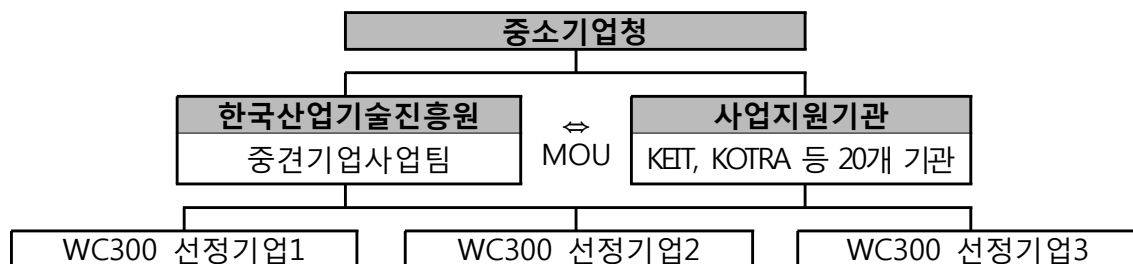 중소기업청
한국산업기술진흥원
중견기업사업팀
⇔
MOU
사업지원기관
KEIT, KOTRA 등 20개 기관
WC300 선정기업1
WC300 선정기업2
WC300 선정기업3